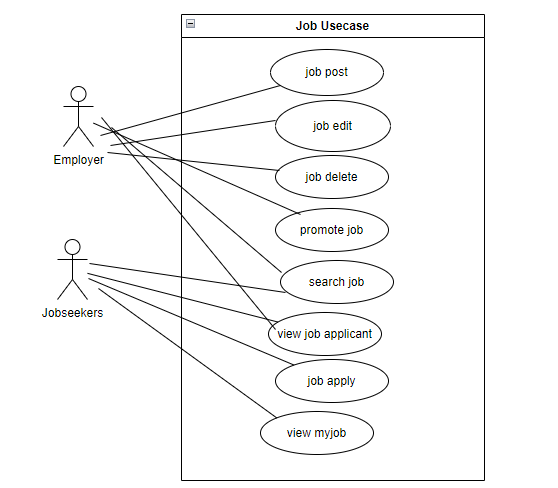 Job Usecase
job post
job edit
Employer
job delete
promote job
search job
Jobseekers
view job applicant
job apply
view myjob